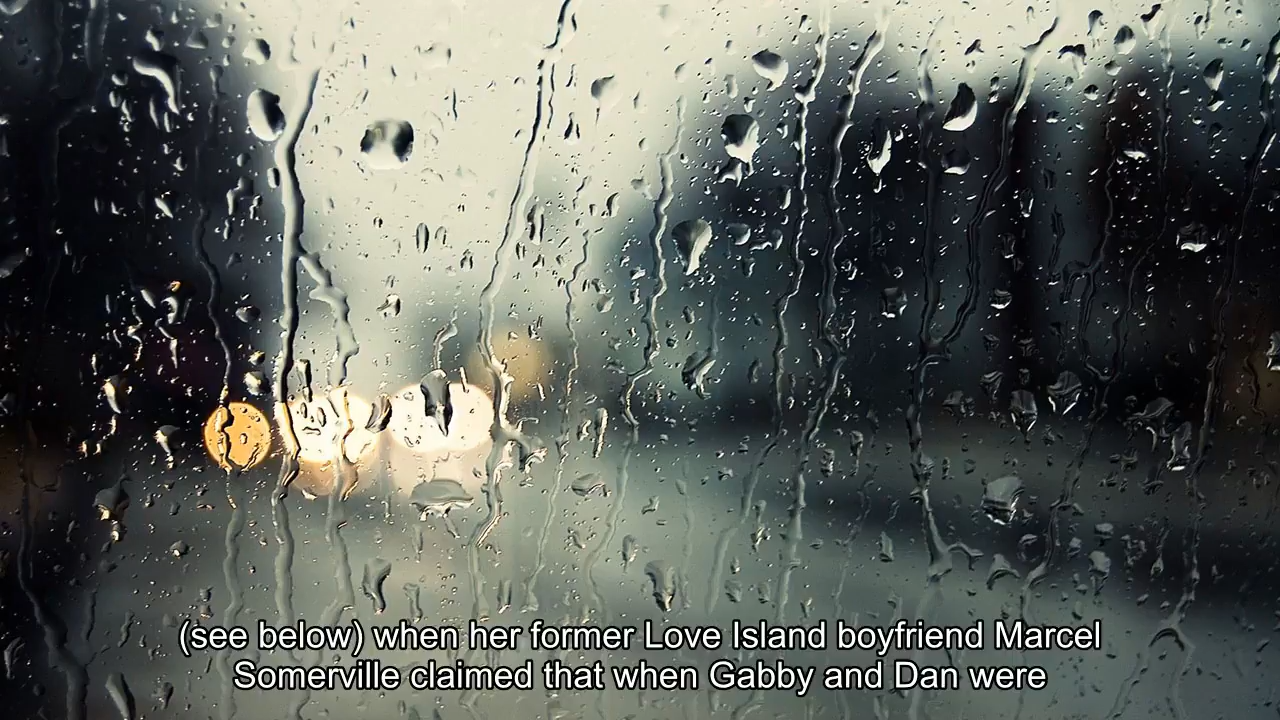 (see below) when her former Love Island boyfriend Marcel
Somerville claimed that when Gabby and Dan were